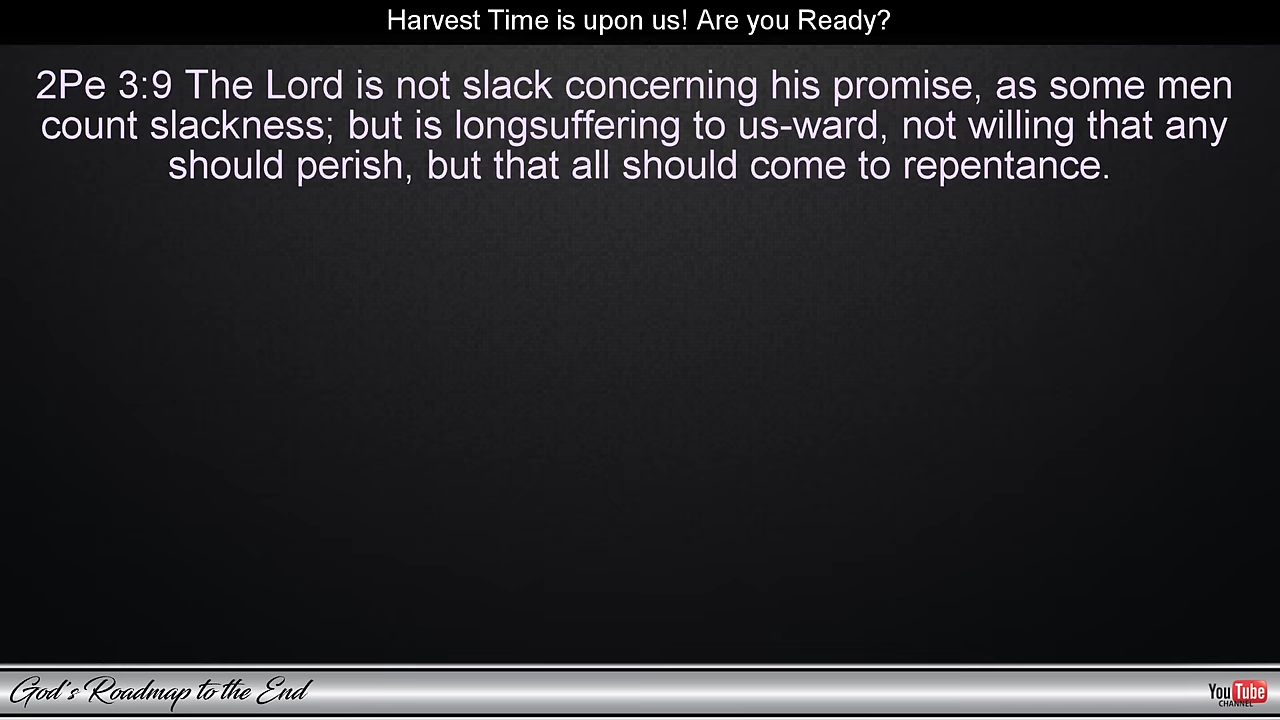 Harvest Time is upon us! Are you Ready?
2Pe 3:9 The Lord is not slack concerning his promise, as some men
count slackness; but is longsuffering to us-ward, not willing that any
should perish, but that all should come to repentance.
God's Roadmap to the End
YouTube
CHANNEL